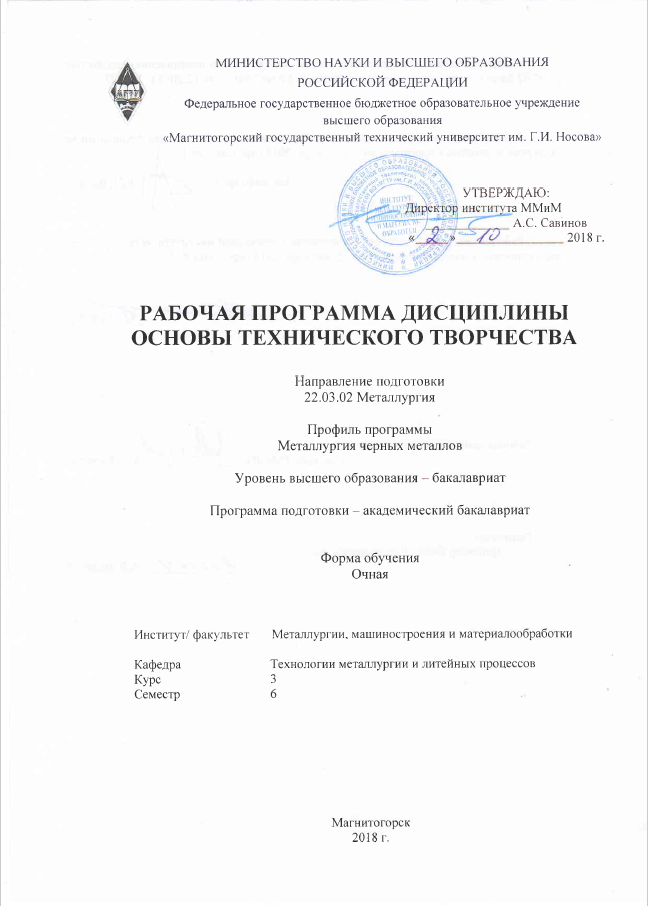 МИНИСТЕРСТВО НАУКИ И ВЫСШЕГО ОБРАЗОВАНИЯ
РОССИЙСКОЙ ФЕДЕРАЦИИ
Федеральное государственное бюджетное образовательное учреждение
высшего образования
«Магнитогорский государственный технический университет им. Г.И. Носова»
УТВЕРЖДАЮ:
Директор института ММиМ
А.С. Савинов
« 2 » 10 2018 г.
РАБОЧАЯ ПРОГРАММА ДИСЦИПЛИНЫ
ОСНОВЫ ТЕХНИЧЕСКОГО ТВОРЧЕСТВА
Направление подготовки
22.03.02 Металлургия
Профиль программы
Металлургия черных металлов
Уровень высшего образования – бакалавриат
Программа подготовки – академический бакалавриат
Форма обучения
Очная
Институт/ факультет Металлургии, машиностроения и материалообработки
Кафедра Технологии металлургии и литейных процессов
Курс 3
Семестр 6
Магнитогорск
2018 г.